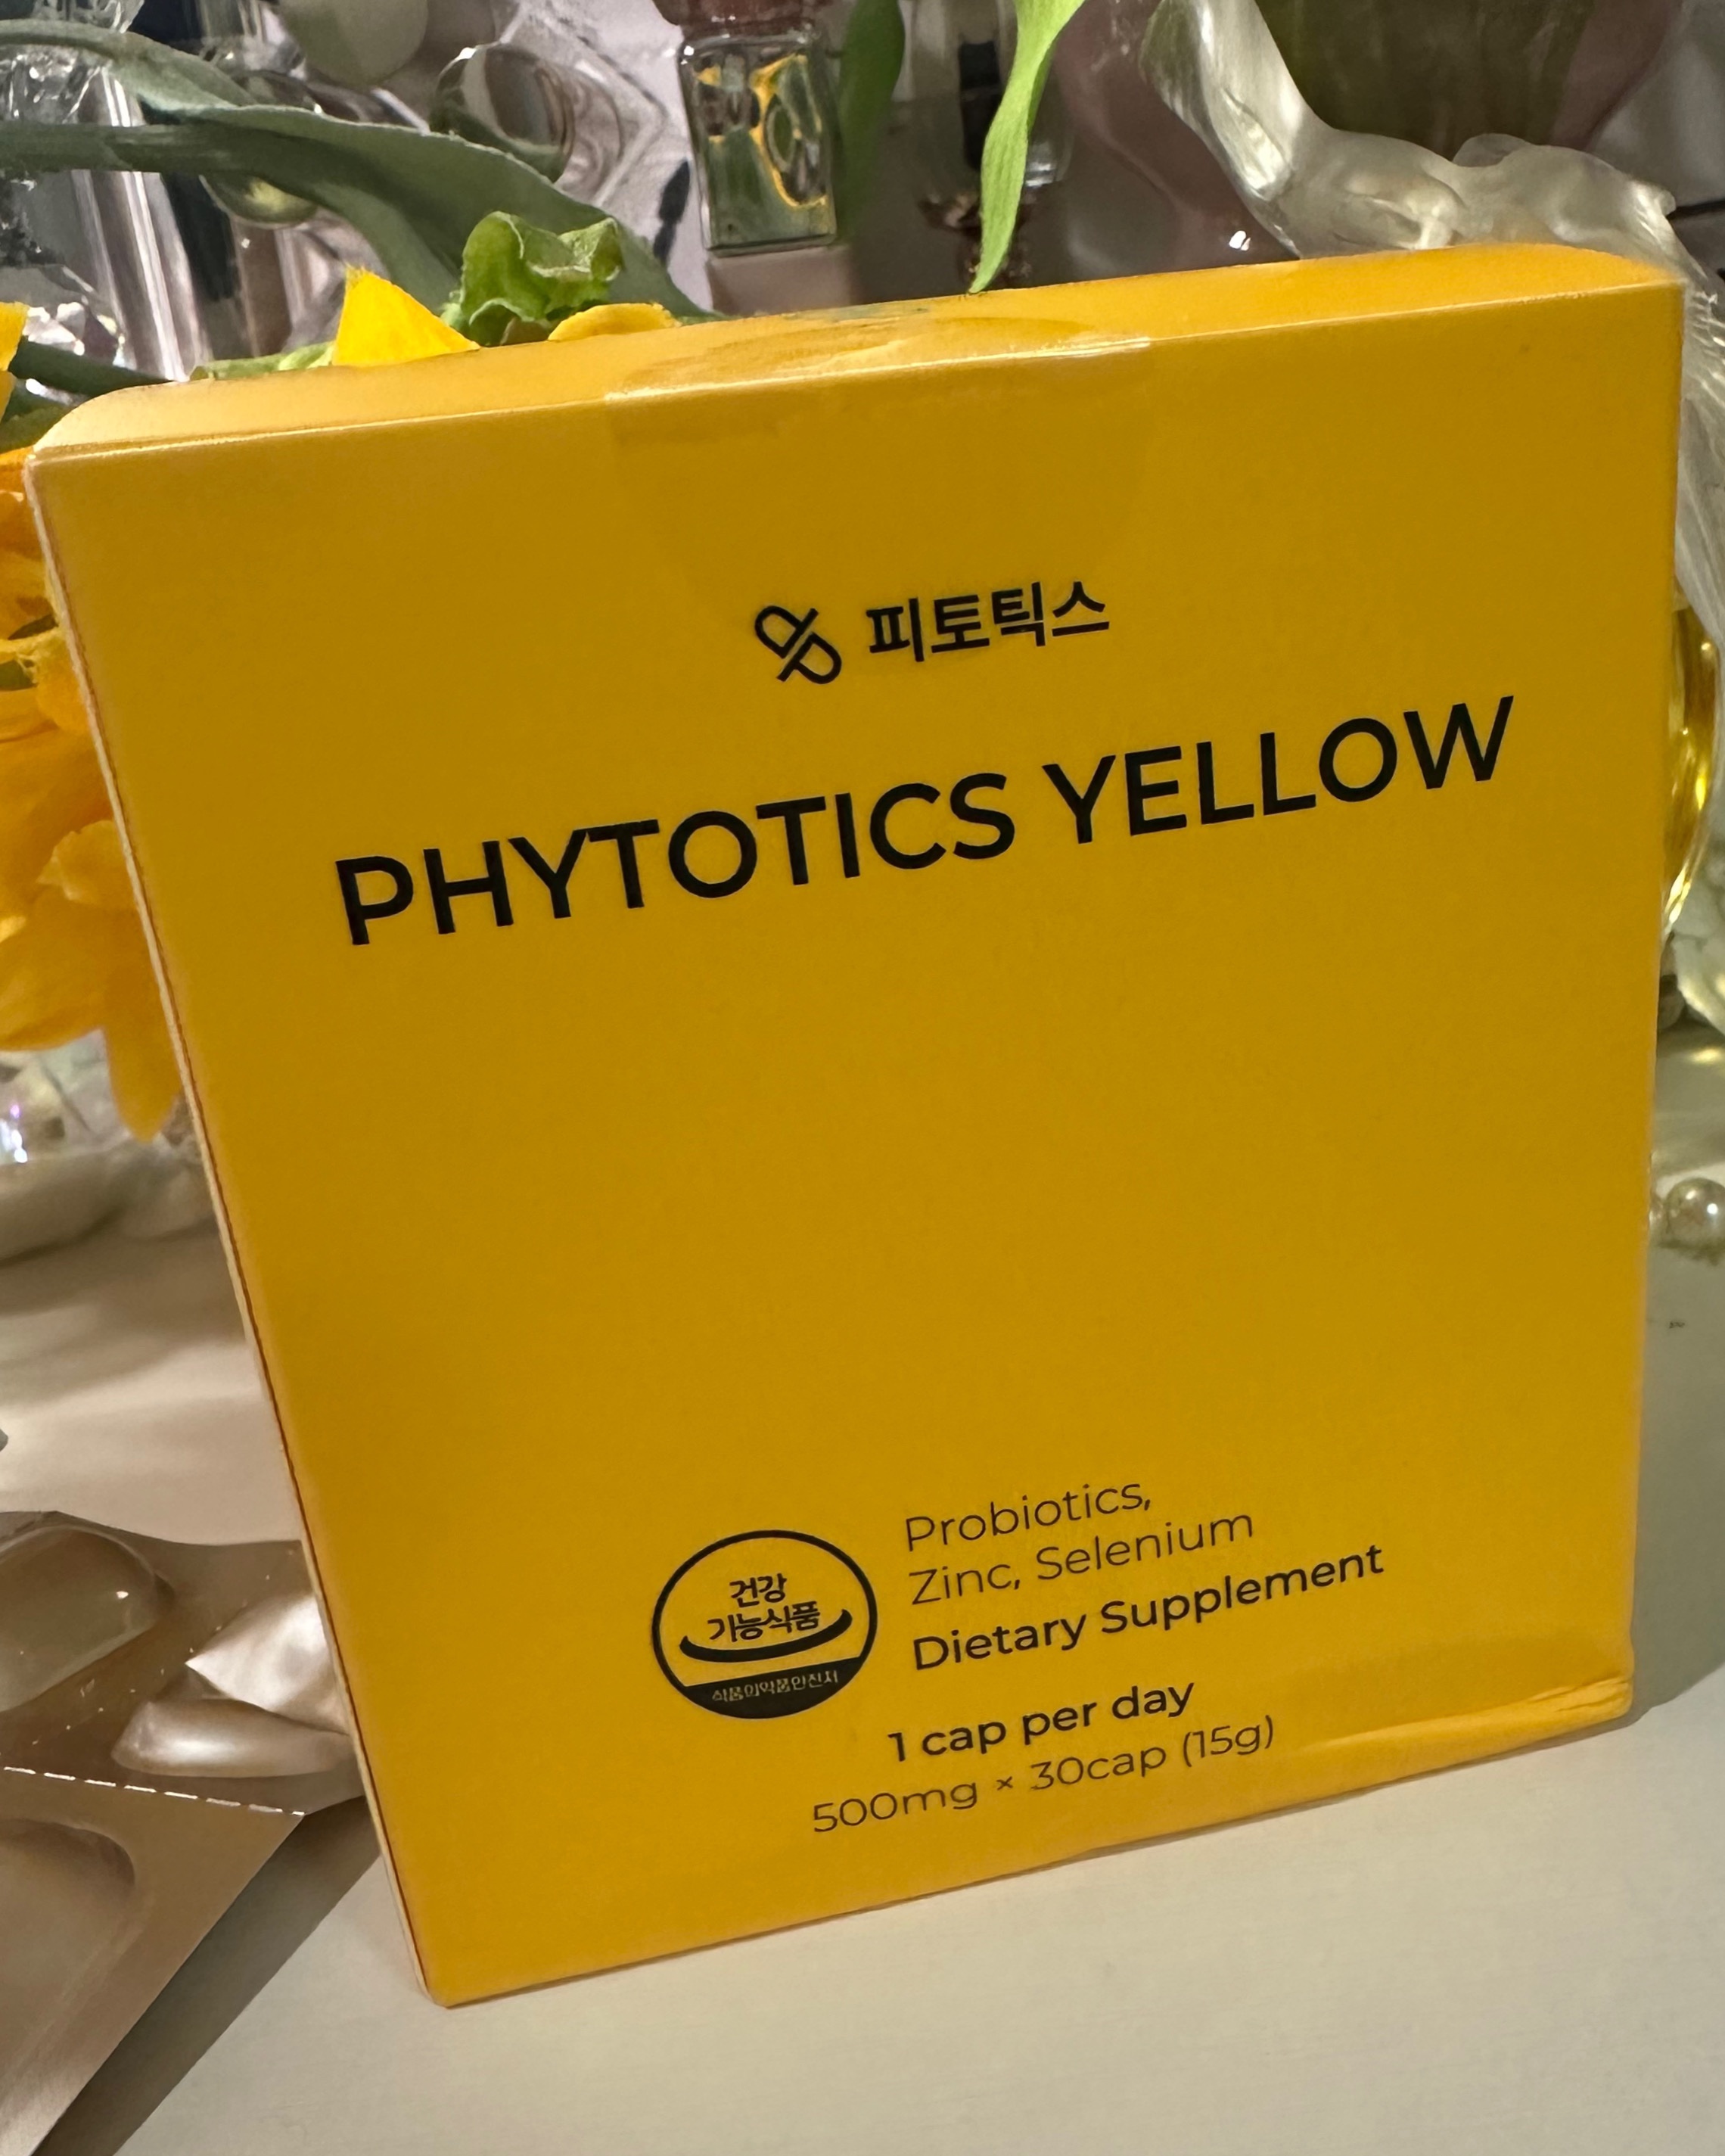 피토틱스
PHYTOTICS YELLOW
Probiotics,
Zinc, Selenium
Dietary Supplement
건강
기능식품
식품의약품안전처
1 cap per day
500mg × 30cap (15g)